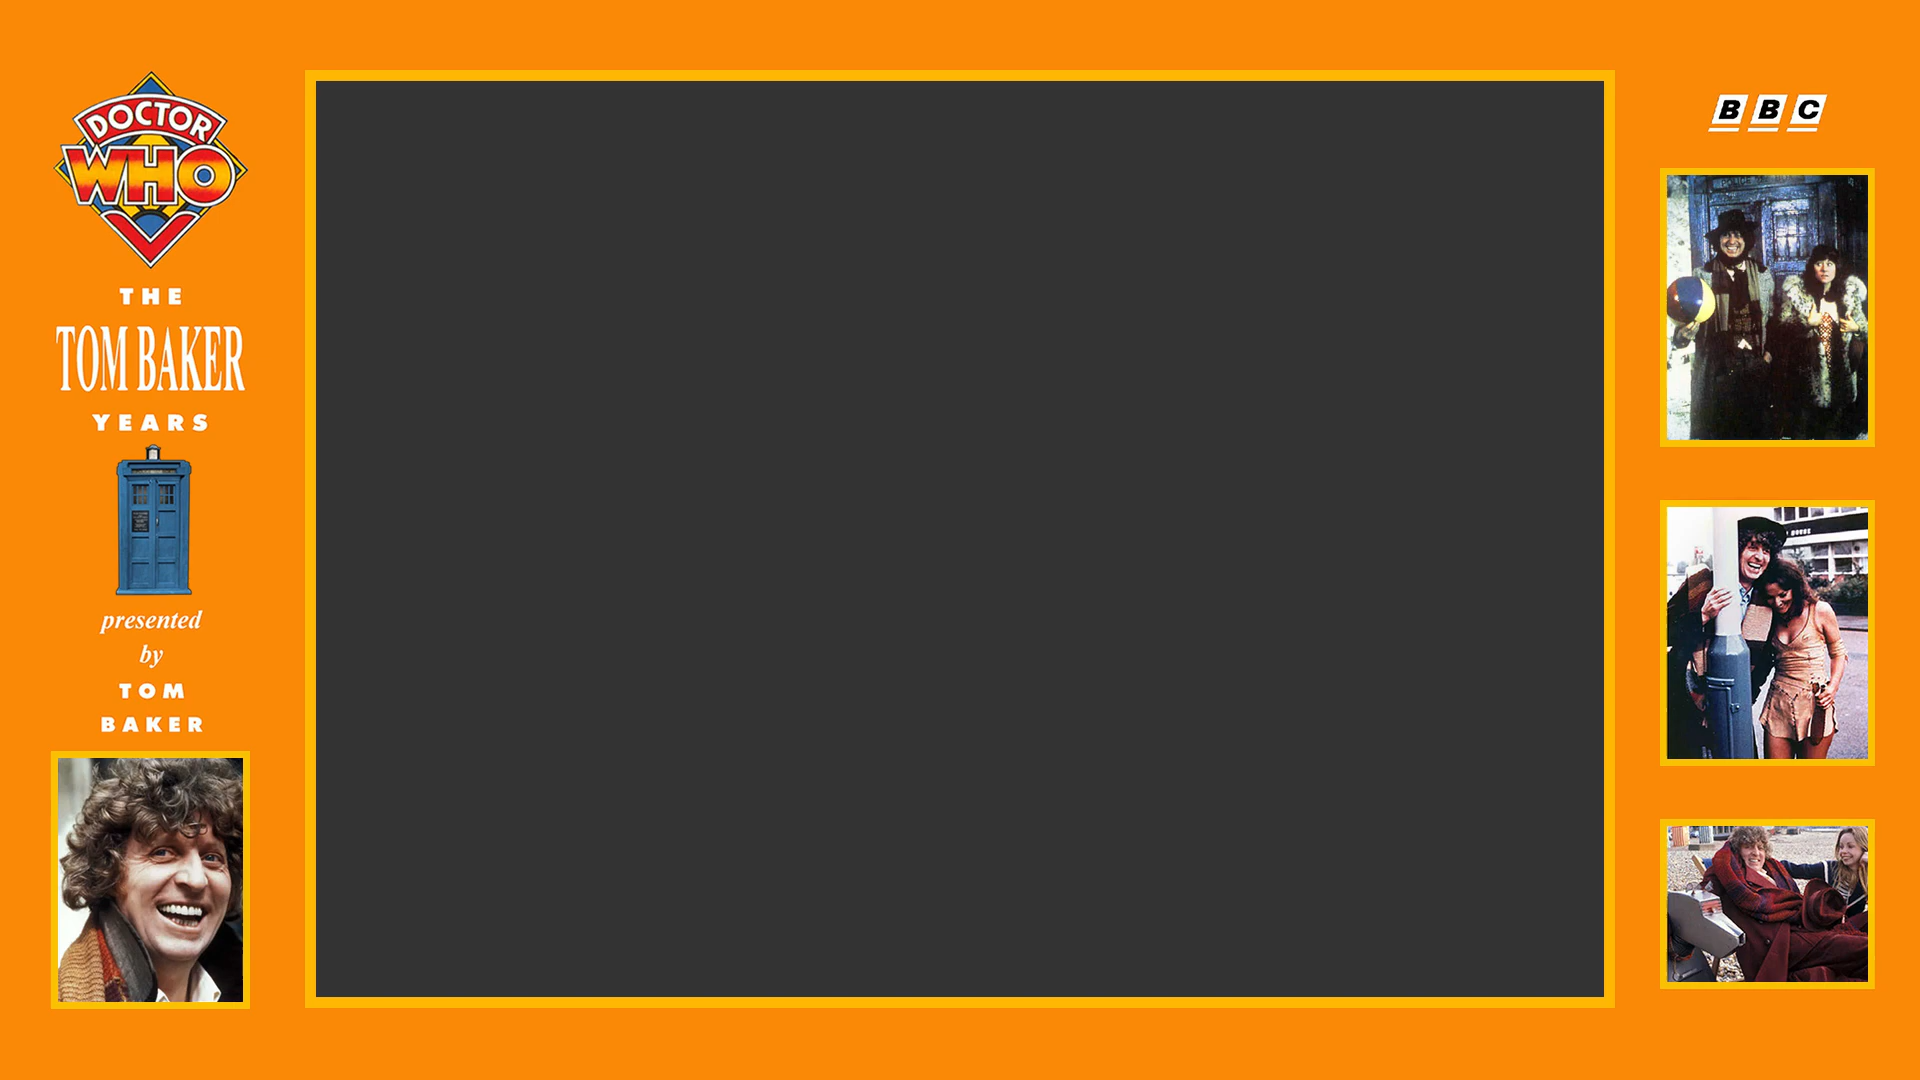 DOCTOR
WHO
THE
TOM BAKER
YEARS
presented
by
TOM
BAKER
BBC